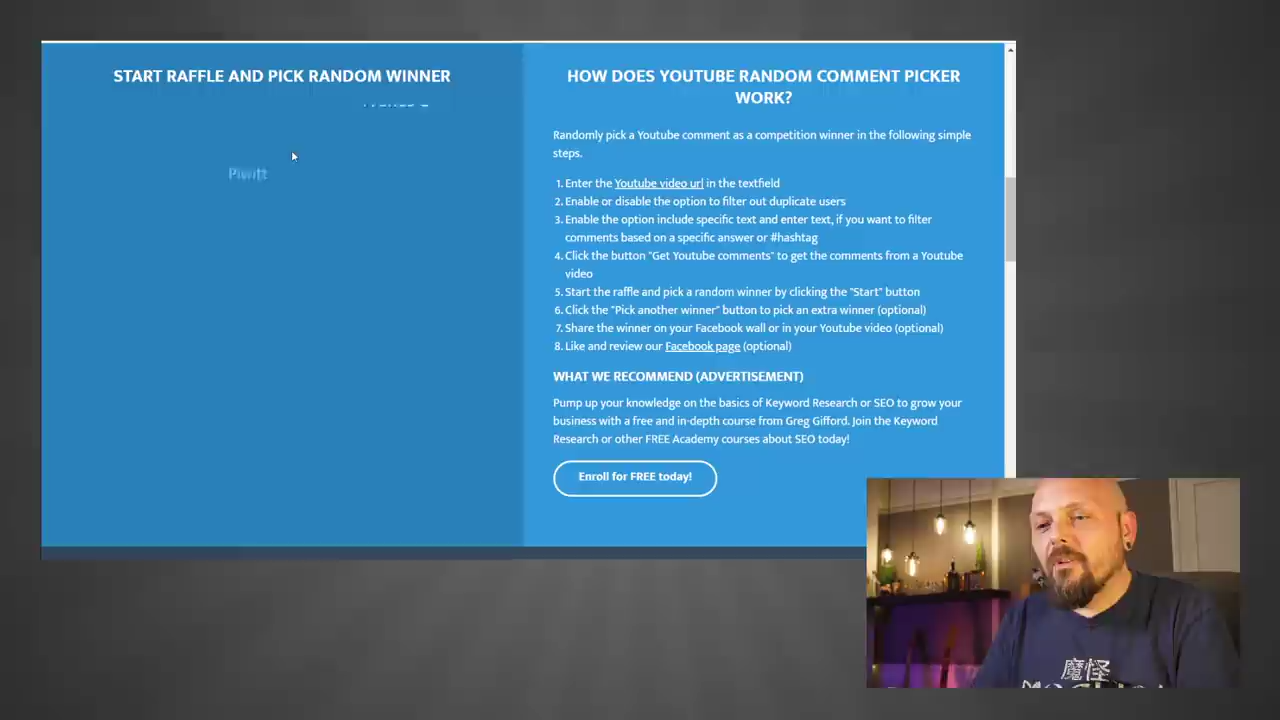 START RAFFLE AND PICK RANDOM WINNER
Piwitt
HOW DOES YOUTUBE RANDOM COMMENT PICKER
WORK?
Randomly pick a Youtube comment as a competition winner in the following simple
steps.
1. Enter the Youtube video url in the textfield
2. Enable or disable the option to filter out duplicate users
3. Enable the option include specific text and enter text, if you want to filter
comments based on a specific answer or #hashtag
4. Click the button "Get Youtube comments" to get the comments from a Youtube
video
5. Start the raffle and pick a random winner by clicking the "Start" button
6. Click the "Pick another winner" button to pick an extra winner (optional)
7. Share the winner on your Facebook wall or in your Youtube video (optional)
8. Like and review our Facebook page (optional)
WHAT WE RECOMMEND (ADVERTISEMENT)
Pump up your knowledge on the basics of Keyword Research or SEO to grow your
business with a free and in-depth course from Greg Gifford. Join the Keyword
Research or other FREE Academy courses about SEO today!
Enroll for FREE today!
魔怪